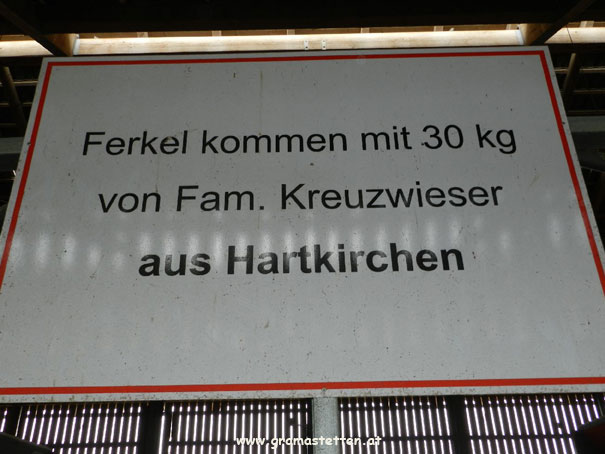 Ferkel kommen mit 30 kg
von Fam. Kreuzwieser
aus Hartkirchen
www.gramastetten.at